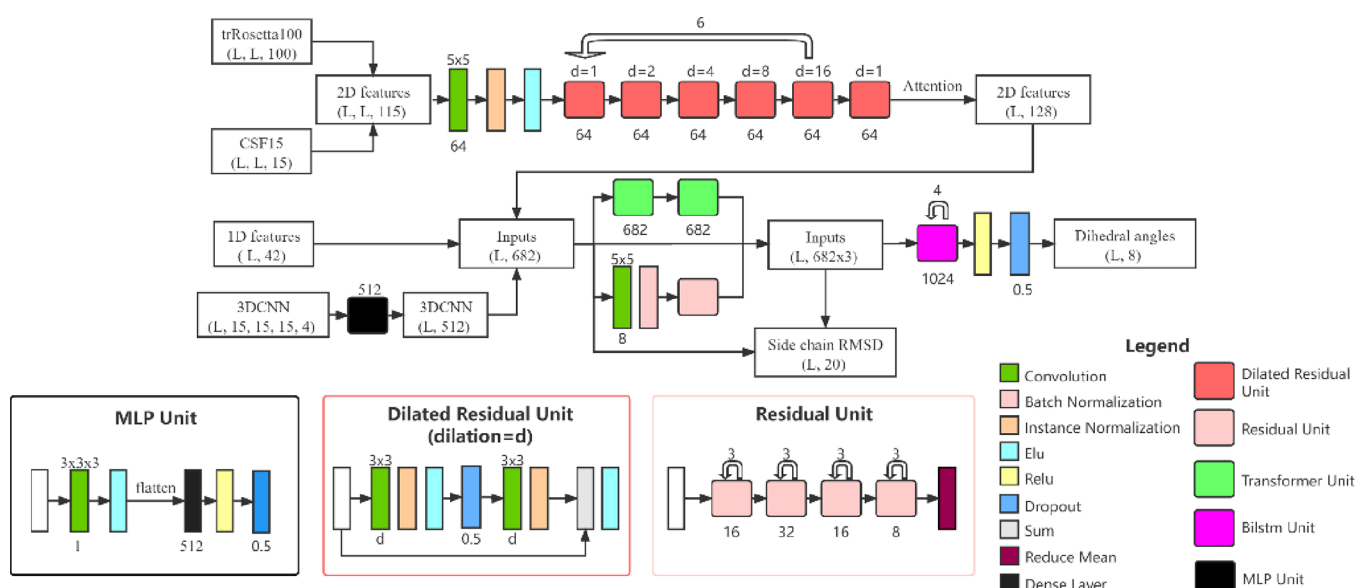 trRosetta100
(L, L, 100)
CSF15
(L, L, 15)
2D features
(L, L, 115)
5x5
64
6
d=1
d=2
d=4
d=8
d=16
d=1
64
64
64
64
64
64
Attention
2D features
(L, 128)
1D features
( L, 42)
3DCNN
(L, 15, 15, 15, 4)
512
3DCNN
(L, 512)
Inputs
(L, 682)
682
682
5x5
8
Inputs
(L, 682x3)
Side chain RMSD
(L, 20)
4
1024
0.5
Dihedral angles
(L, 8)
MLP Unit
3x3x3
flatten
1
512
0.5
Dilated Residual Unit
(dilation=d)
3x3
3x3
d
0.5
d
Residual Unit
3
3
3
3
16
32
16
8
Legend
Convolution
Batch Normalization
Instance Normalization
Elu
Relu
Dropout
Sum
Reduce Mean
Dense Layer
Dilated Residual
Unit
Residual Unit
Transformer Unit
Bilstm Unit
MLP Unit